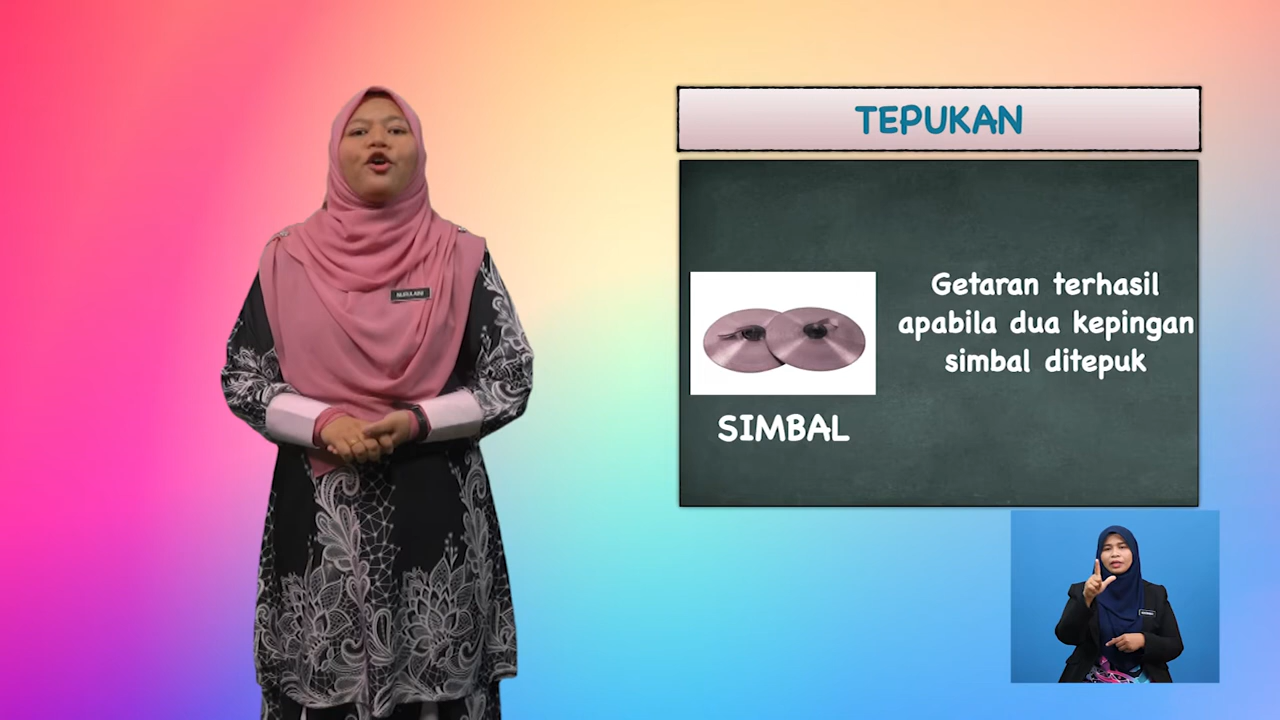 TEPUKAN
Getaran terhasil
apabila dua kepingan
simbal ditepuk
SIMBAL